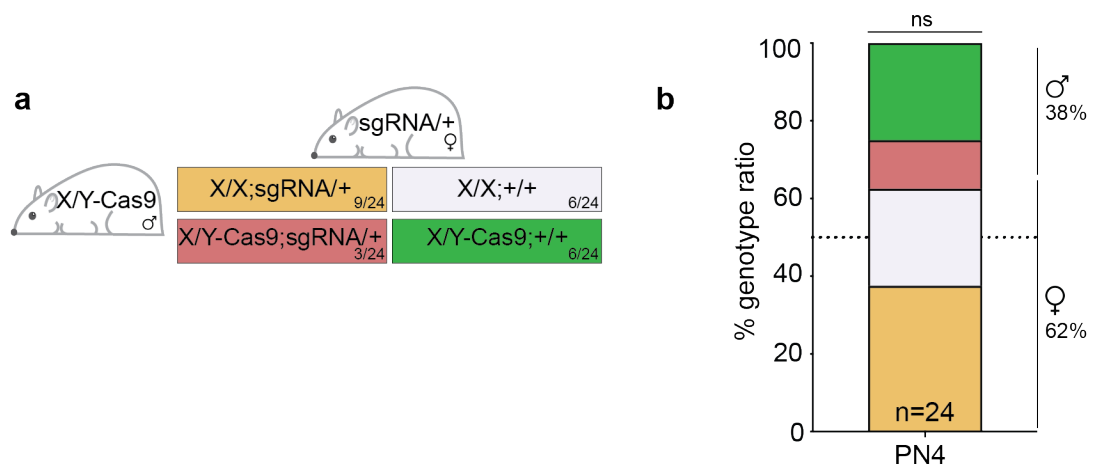 a
sgRNA/+
♀
X/Y-Cas9
♂
X/X;sgRNA/+
9/24
X/X;+/+
6/24
X/Y-Cas9;sgRNA/+
3/24
X/Y-Cas9;+/+
6/24
b
ns
% genotype ratio
100
80
60
40
20
0
n=24
PN4
♂
38%
♀
62%